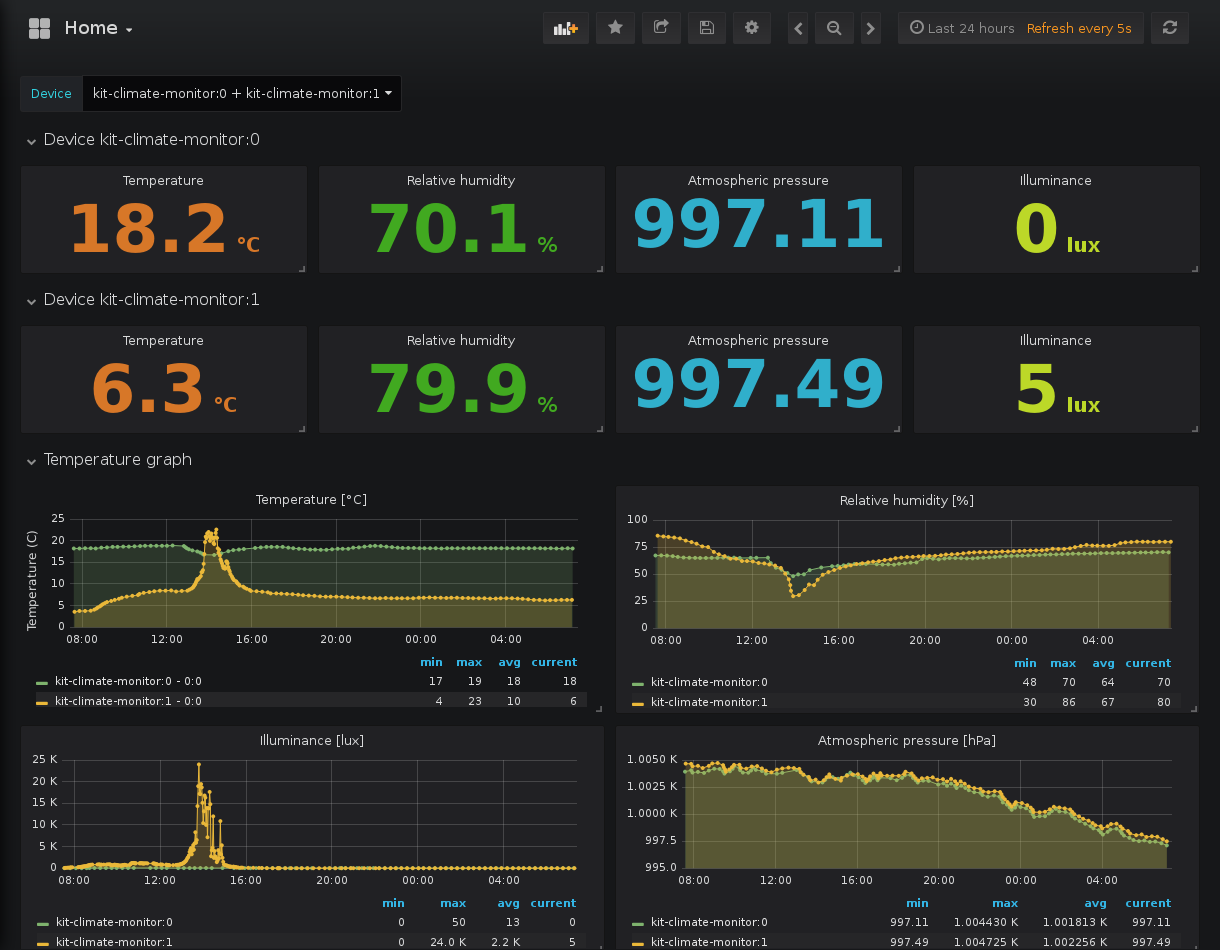 Home
Last 24 hours Refresh every 5s
Device kit-climate-monitor:0 + kit-climate-monitor:1
Device kit-climate-monitor:0
Temperature Relative humidity Atmospheric pressure Illuminance
18.2 °C 70.1 % 997.11 0 lux
Device kit-climate-monitor:1
Temperature Relative humidity Atmospheric pressure Illuminance
6.3 °C 79.9 % 997.49 5 lux
Temperature graph
Temperature [°C]
Temperature (C)
25
20
15
10
5
0
08:00 12:00 16:00 20:00 00:00 04:00
min max avg current
kit-climate-monitor:0 - 0:0 17 19 18 18
kit-climate-monitor:1 - 0:0 4 23 10 6
Relative humidity [%]
100
75
50
25
0
08:00 12:00 16:00 20:00 00:00 04:00
min max avg current
kit-climate-monitor:0 48 70 64 70
kit-climate-monitor:1 30 86 67 80
Illuminance [lux]
25 K
20 K
15 K
10 K
5 K
0
08:00 12:00 16:00 20:00 00:00 04:00
min max avg current
kit-climate-monitor:0 0 50 13 0
kit-climate-monitor:1 0 24.0 K 2.2 K 5
Atmospheric pressure [hPa]
1.0050 K
1.0025 K
1.0000 K
997.5
995.0
08:00 12:00 16:00 20:00 00:00 04:00
min max avg current
kit-climate-monitor:0 997.11 1.004430 K 1.001813 K 997.11
kit-climate-monitor:1 997.49 1.004725 K 1.002256 K 997.49